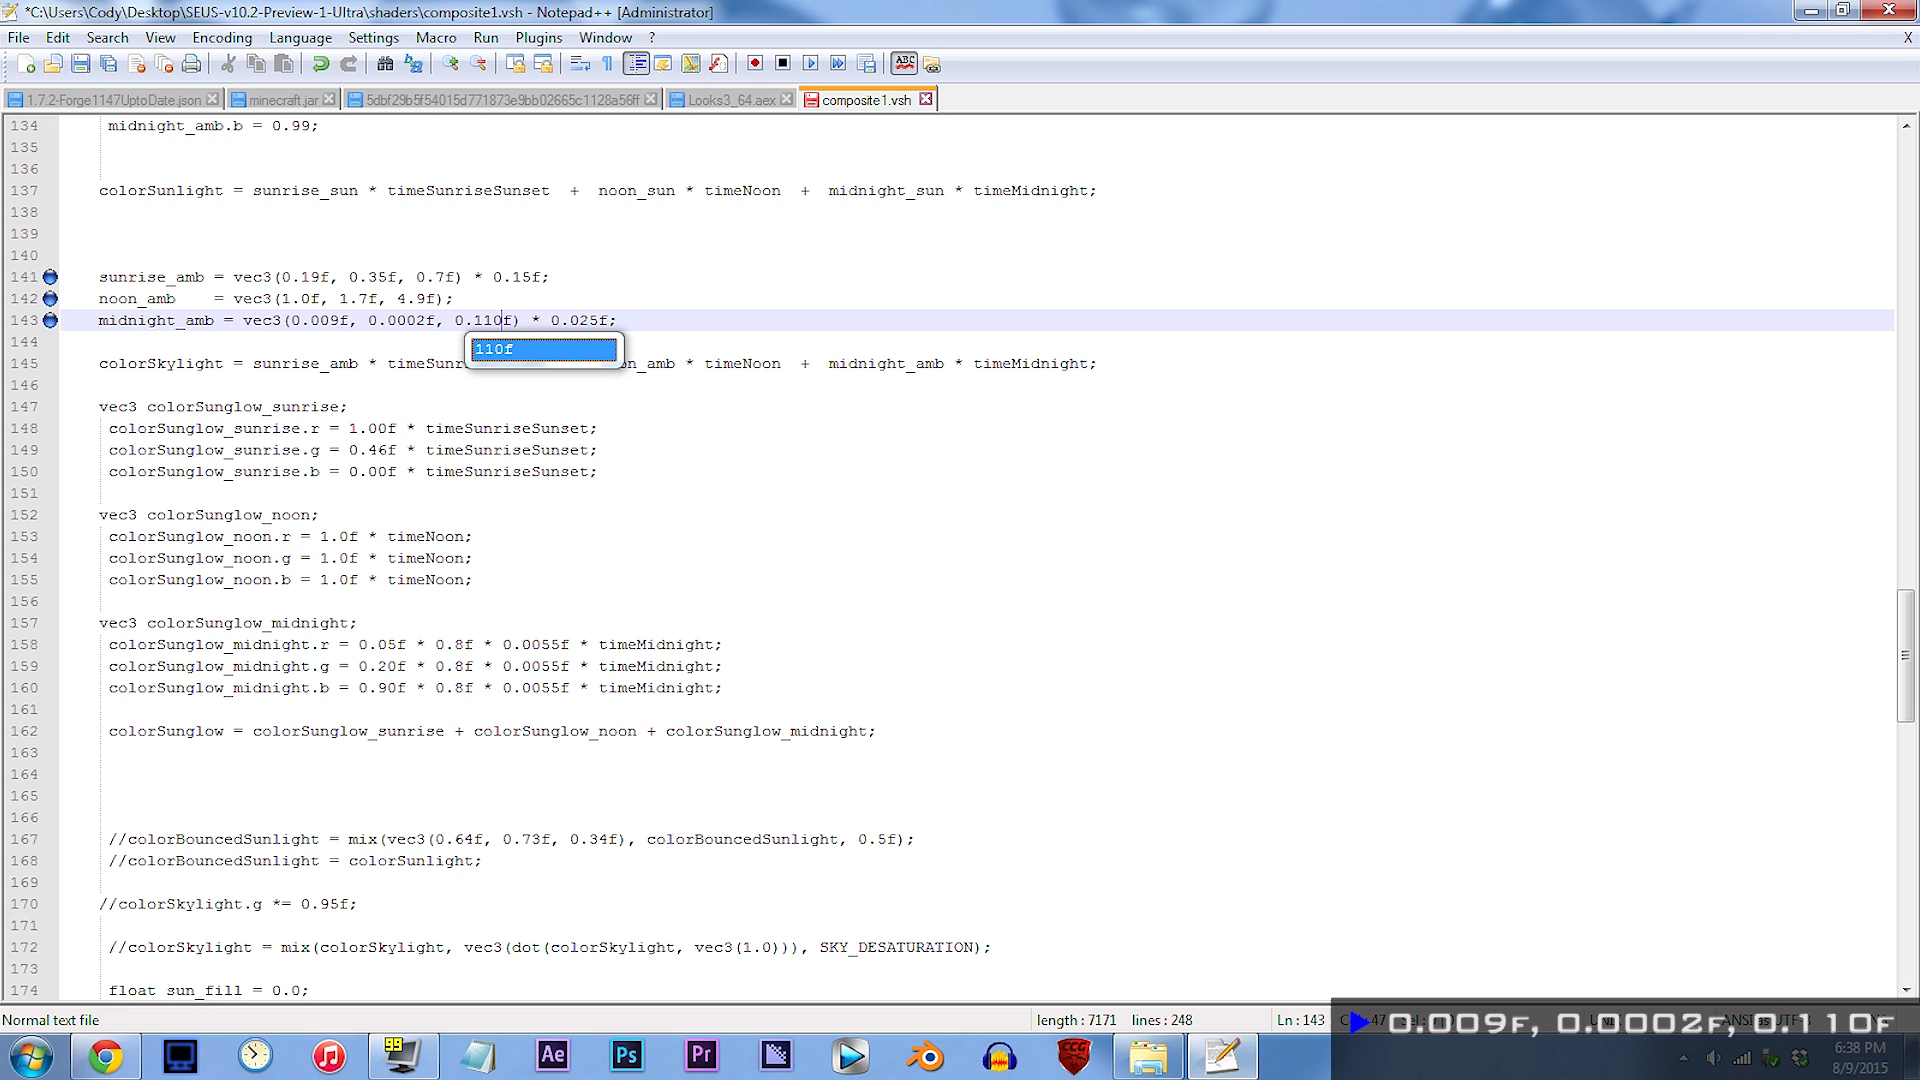 *C:\Users\Cody\Desktop\SEUS-v10.2-Preview-1-Ultra\shaders\composite1.vsh - Notepad++ [Administrator]
File Edit Search View Encoding Language Settings Macro Run Plugins Window ? X
ABC
1.7.2-Forge1147UptoDate.json minecraft.jar 5dbf29b5f54015d771873e9bb02665c1128a56ff Looks3_64.aex composite1.vsh
134 midnight_amb.b = 0.99;
135
136
137 colorSunlight = sunrise_sun * timeSunriseSunset + noon_sun * timeNoon + midnight_sun * timeMidnight;
138
139
140
141 sunrise_amb = vec3(0.19f, 0.35f, 0.7f) * 0.15f;
142 noon_amb = vec3(1.0f, 1.7f, 4.9f);
143 midnight_amb = vec3(0.009f, 0.0002f, 0.110f) * 0.025f;
144
110f
145 colorSkylight = sunrise_amb * timeSunri on_amb * timeNoon + midnight_amb * timeMidnight;
146
147 vec3 colorSunglow_sunrise;
148 colorSunglow_sunrise.r = 1.00f * timeSunriseSunset;
149 colorSunglow_sunrise.g = 0.46f * timeSunriseSunset;
150 colorSunglow_sunrise.b = 0.00f * timeSunriseSunset;
151
152 vec3 colorSunglow_noon;
153 colorSunglow_noon.r = 1.0f * timeNoon;
154 colorSunglow_noon.g = 1.0f * timeNoon;
155 colorSunglow_noon.b = 1.0f * timeNoon;
156
157 vec3 colorSunglow_midnight;
158 colorSunglow_midnight.r = 0.05f * 0.8f * 0.0055f * timeMidnight;
159 colorSunglow_midnight.g = 0.20f * 0.8f * 0.0055f * timeMidnight;
160 colorSunglow_midnight.b = 0.90f * 0.8f * 0.0055f * timeMidnight;
161
162 colorSunglow = colorSunglow_sunrise + colorSunglow_noon + colorSunglow_midnight;
163
164
165
166
167 //colorBouncedSunlight = mix(vec3(0.64f, 0.73f, 0.34f), colorBouncedSunlight, 0.5f);
168 //colorBouncedSunlight = colorSunlight;
169
170 //colorSkylight.g *= 0.95f;
171
172 //colorSkylight = mix(colorSkylight, vec3(dot(colorSkylight, vec3(1.0))), SKY_DESATURATION);
173
174 float sun_fill = 0.0;
Normal text file length : 7171 lines : 248 Ln : 143
0.009F, 0.0002F, 0.110F
99 Ae Ps Pr CCG
6:38 PM
8/9/2015